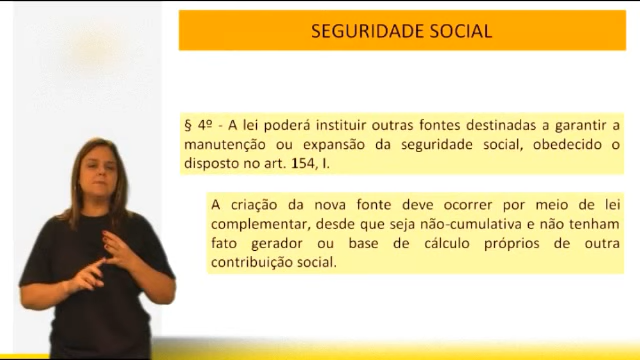 SEGURIDADE SOCIAL
§ 4º - A lei poderá instituir outras fontes destinadas a garantir a
manutenção ou expansão da seguridade social, obedecido o
disposto no art. 154, I.
A criação da nova fonte deve ocorrer por meio de lei
complementar, desde que seja não-cumulativa e não tenham
fato gerador ou base de cálculo próprios de outra
contribuição social.